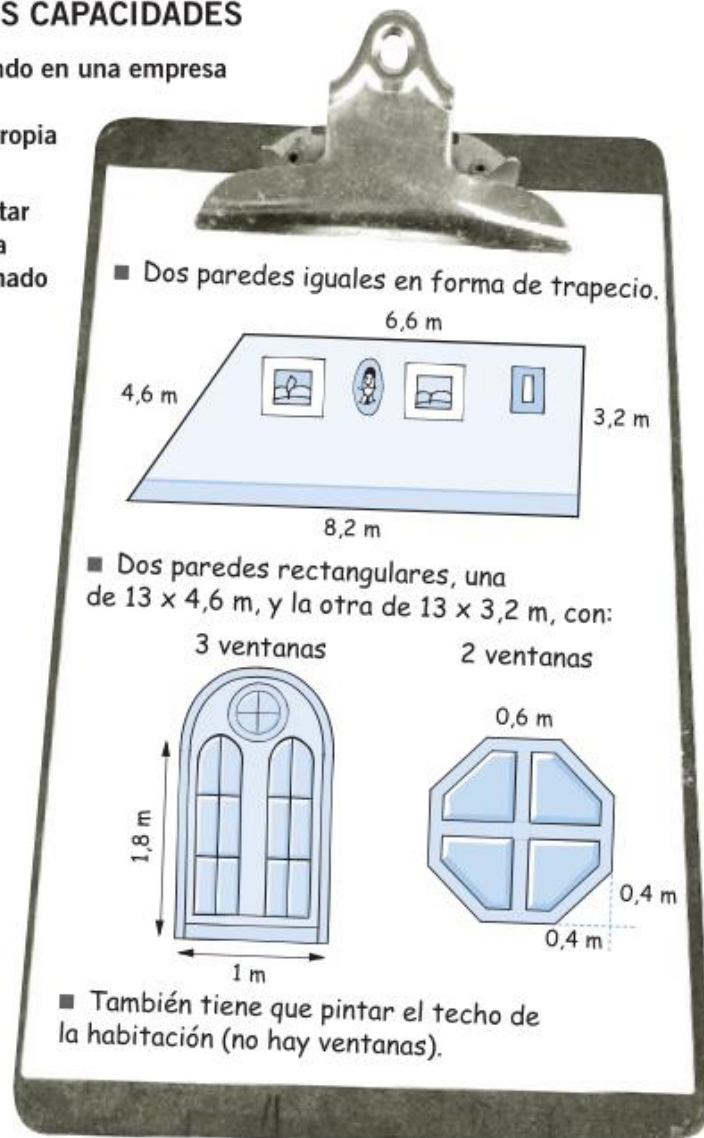 S CAPACIDADES
ndo en una empresa
ropia
tar
a
nado
■ Dos paredes iguales en forma de trapecio.
6,6 m
4,6 m
3,2 m
8,2 m
■ Dos paredes rectangulares, una
de 13 x 4,6 m, y la otra de 13 x 3,2 m, con:
3 ventanas
2 ventanas
0,6 m
1,8 m
0,4 m
0,4 m
1 m
■ También tiene que pintar el techo de
la habitación (no hay ventanas).